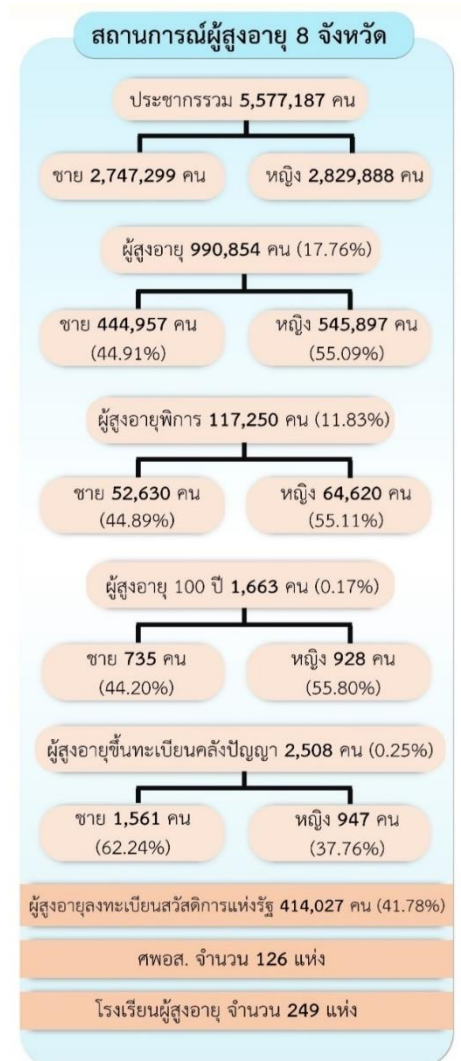 สถานการณ์ผู้สูงอายุ 8 จังหวัด
ประชากรรวม 5,577,187 คน
ชาย 2,747,299 คน
หญิง 2,829,888 คน
ผู้สูงอายุ 990,854 คน (17.76%)
ชาย 444,957 คน
(44.91%)
หญิง 545,897 คน
(55.09%)
ผู้สูงอายุพิการ 117,250 คน (11.83%)
ชาย 52,630 คน
(44.89%)
หญิง 64,620 คน
(55.11%)
ผู้สูงอายุ 100 ปี 1,663 คน (0.17%)
ชาย 735 คน
(44.20%)
หญิง 928 คน
(55.80%)
ผู้สูงอายุขึ้นทะเบียนคลังปัญญา 2,508 คน (0.25%)
ชาย 1,561 คน
(62.24%)
หญิง 947 คน
(37.76%)
ผู้สูงอายุลงทะเบียนสวัสดิการแห่งรัฐ 414,027 คน (41.78%)
ศพอส. จำนวน 126 แห่ง
โรงเรียนผู้สูงอายุ จำนวน 249 แห่ง